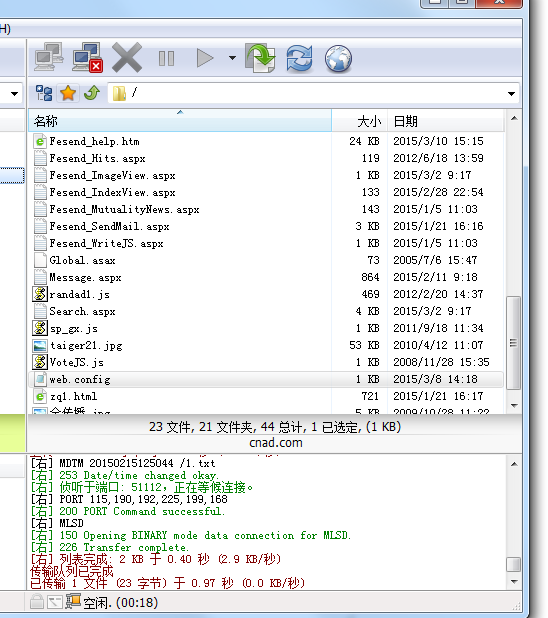 H)
/
名称 大小 日期
Fesend_help.htm 24 KB 2015/3/10 15:15
Fesend_Hits.aspx 119 2012/6/18 13:59
Fesend_ImageView.aspx 1 KB 2015/3/2 9:17
Fesend_IndexView.aspx 133 2015/2/28 22:54
Fesend_MutualityNews.aspx 143 2015/1/5 11:03
Fesend_SendMail.aspx 3 KB 2015/1/21 16:16
Fesend_WriteJS.aspx 1 KB 2015/1/5 11:03
Global.asax 73 2005/7/6 15:47
Message.aspx 864 2015/2/11 9:18
randad1.js 469 2012/2/20 14:37
Search.aspx 4 KB 2015/3/2 9:17
sp_gx.js 1 KB 2011/9/18 11:34
taiger21.jpg 53 KB 2010/4/12 11:07
VoteJS.js 7 KB 2008/11/28 15:35
web.config 1 KB 2015/3/8 14:18
zq1.html 721 2015/1/21 16:17
全传播.jpg 5 KB 2009/10/28 11:22
23 文件, 21 文件夹, 44 总计, 1 已选定, (1 KB)
cnad.com
[右] MDTM 20150215125044 /1.txt
[右] 253 Date/time changed okay.
[右] 侦听于端口: 51112, 正在等候连接。
[右] PORT 115,190,192,225,199,168
[右] 200 PORT Command successful.
[右] MLSD
[右] 150 Opening BINARY mode data connection for MLSD.
[右] 226 Transfer complete.
[右] 列表完成: 2 KB 于 0.40 秒 (2.9 KB/秒)
传输队列已完成
已传输 1 文件 (23 字节) 于 0.97 秒 (0.0 KB/秒)
空闲. (00:18)